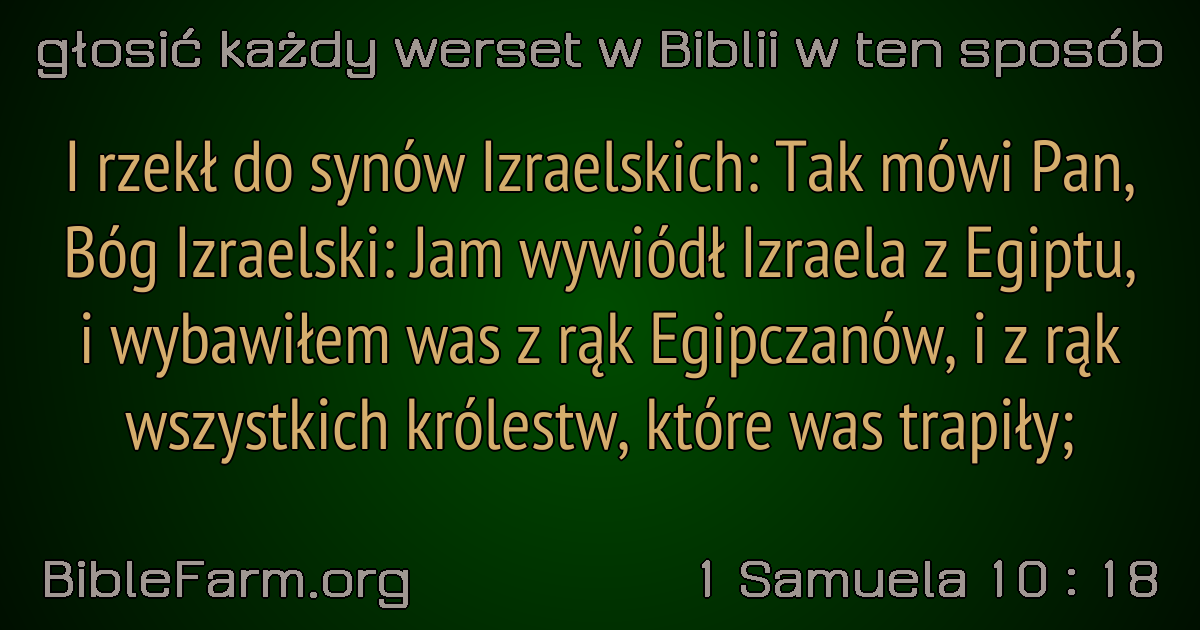 głosić każdy werset w Biblii w ten sposób
I rzekł do synów Izraelskich: Tak mówi Pan,
Bóg Izraelski: Jam wywiódł Izraela z Egiptu,
i wybawiłem was z rąk Egipczanów, i z rąk
wszystkich królestw, które was trapiły;
BibleFarm.org
1 Samuela 10 : 18